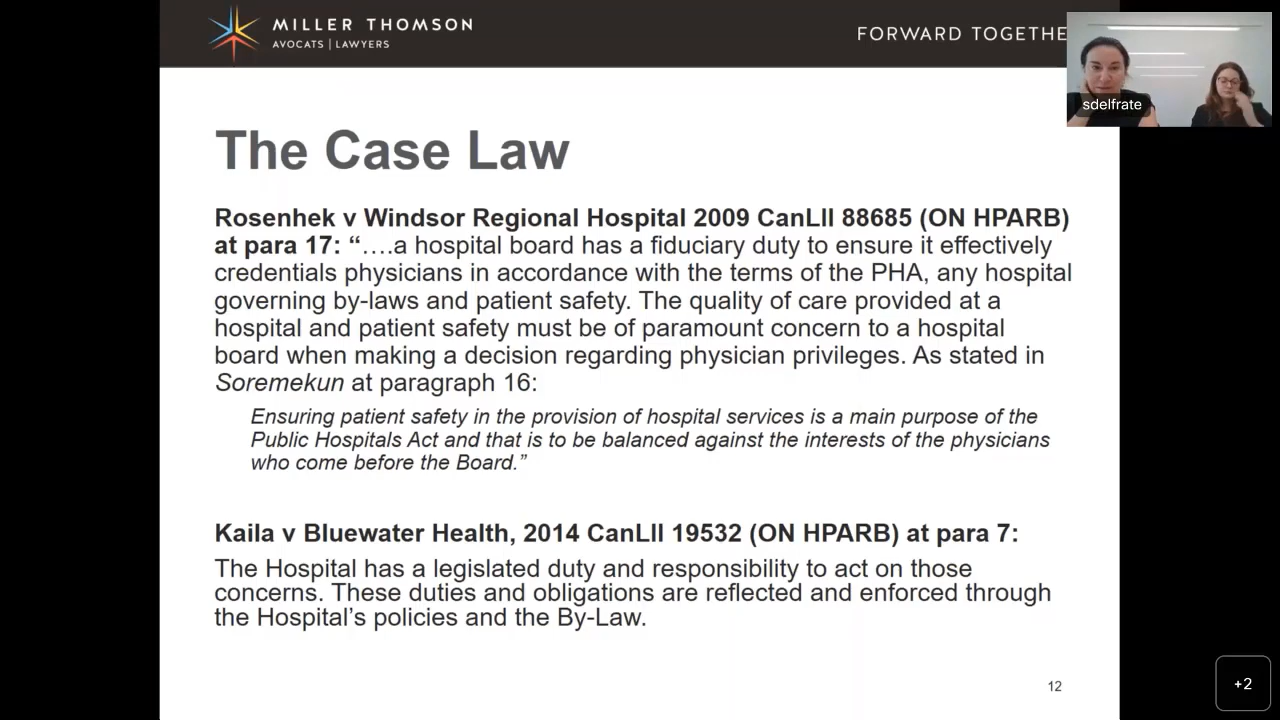 MILLER THOMSON
AVOCATS | LAWYERS
FORWARD TOGETHE
sdelfrate
The Case Law
Rosenhek v Windsor Regional Hospital 2009 CanLII 88685 (ON HPARB)
at para 17: “….a hospital board has a fiduciary duty to ensure it effectively
credentials physicians in accordance with the terms of the PHA, any hospital
governing by-laws and patient safety. The quality of care provided at a
hospital and patient safety must be of paramount concern to a hospital
board when making a decision regarding physician privileges. As stated in
Soremekun at paragraph 16:
Ensuring patient safety in the provision of hospital services is a main purpose of the
Public Hospitals Act and that is to be balanced against the interests of the physicians
who come before the Board.”
Kaila v Bluewater Health, 2014 CanLII 19532 (ON HPARB) at para 7:
The Hospital has a legislated duty and responsibility to act on those
concerns. These duties and obligations are reflected and enforced through
the Hospital’s policies and the By-Law.
12
+2